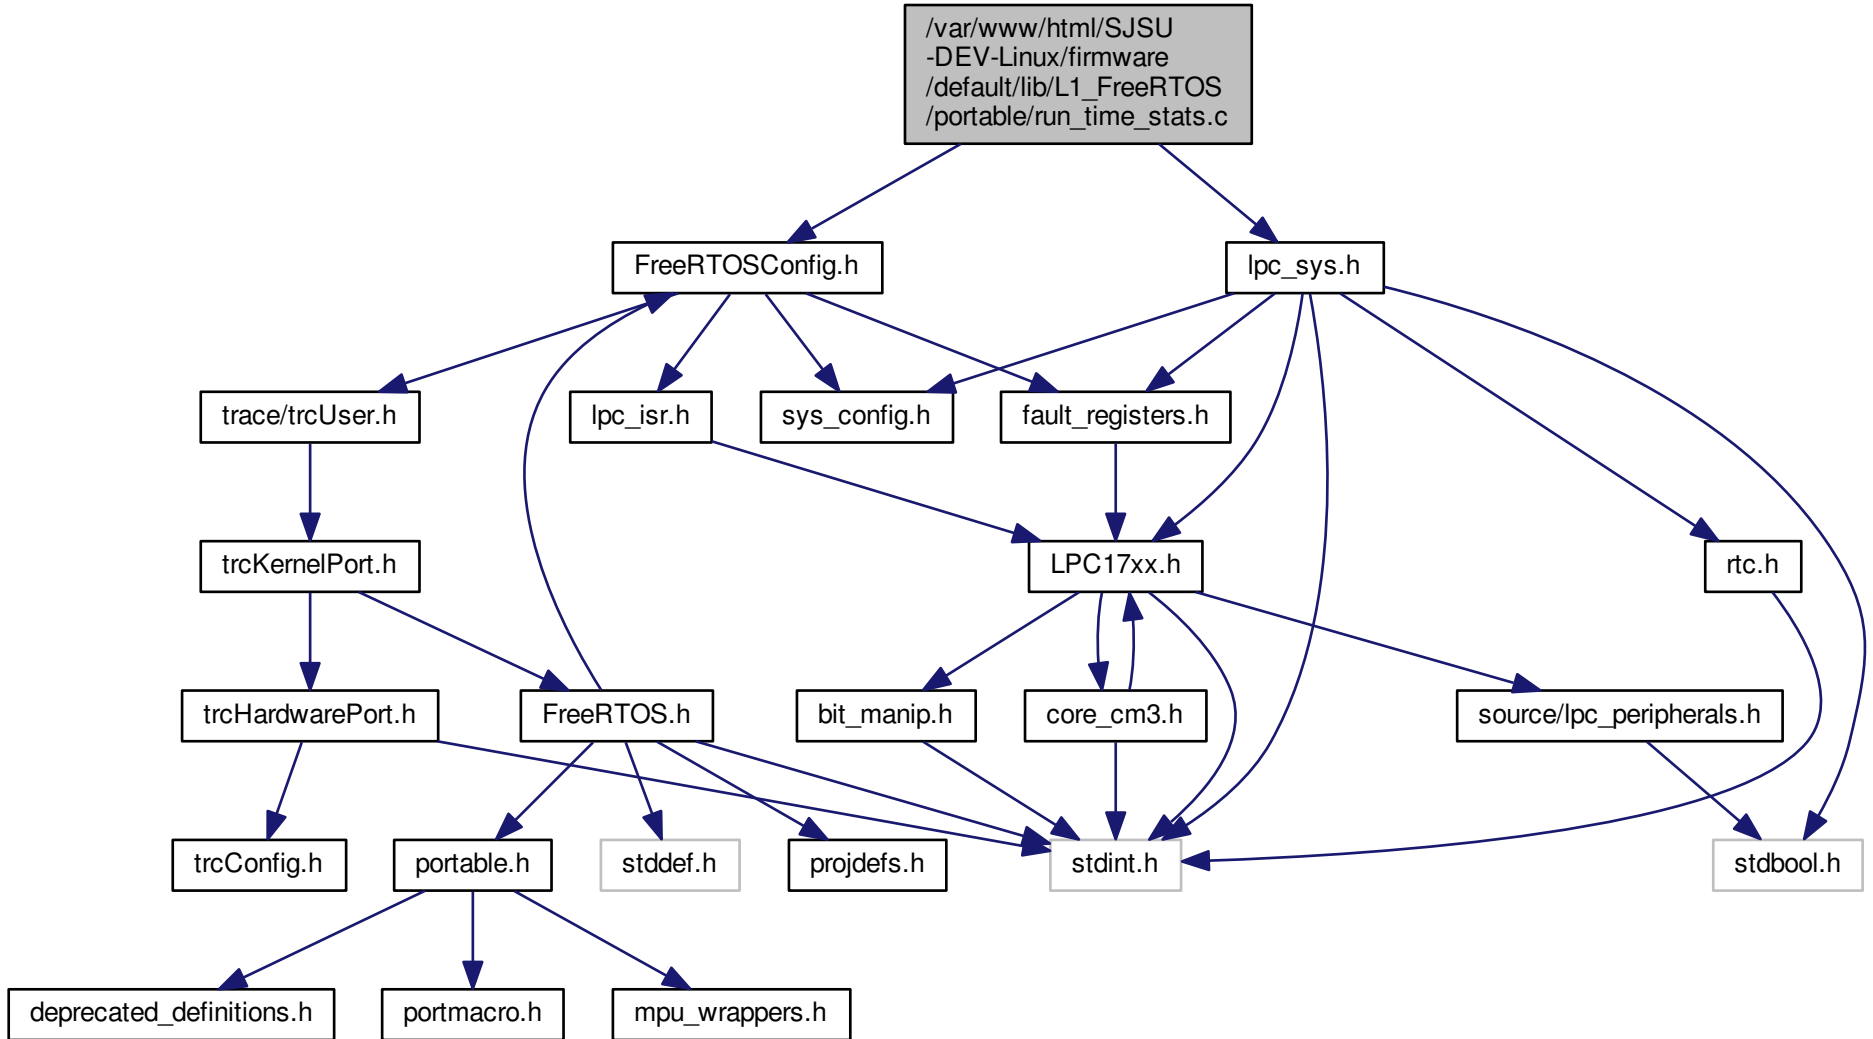 /var/www/html/SJSU
-DEV-Linux/firmware
/default/lib/L1_FreeRTOS
/portable/run_time_stats.c
FreeRTOSConfig.h
lpc_sys.h
trace/trcUser.h
lpc_isr.h
sys_config.h
fault_registers.h
trcKernelPort.h
LPC17xx.h
rtc.h
trcHardwarePort.h
FreeRTOS.h
bit_manip.h
core_cm3.h
source/lpc_peripherals.h
trcConfig.h
portable.h
stddef.h
projdefs.h
stdint.h
stdbool.h
deprecated_definitions.h
portmacro.h
mpu_wrappers.h